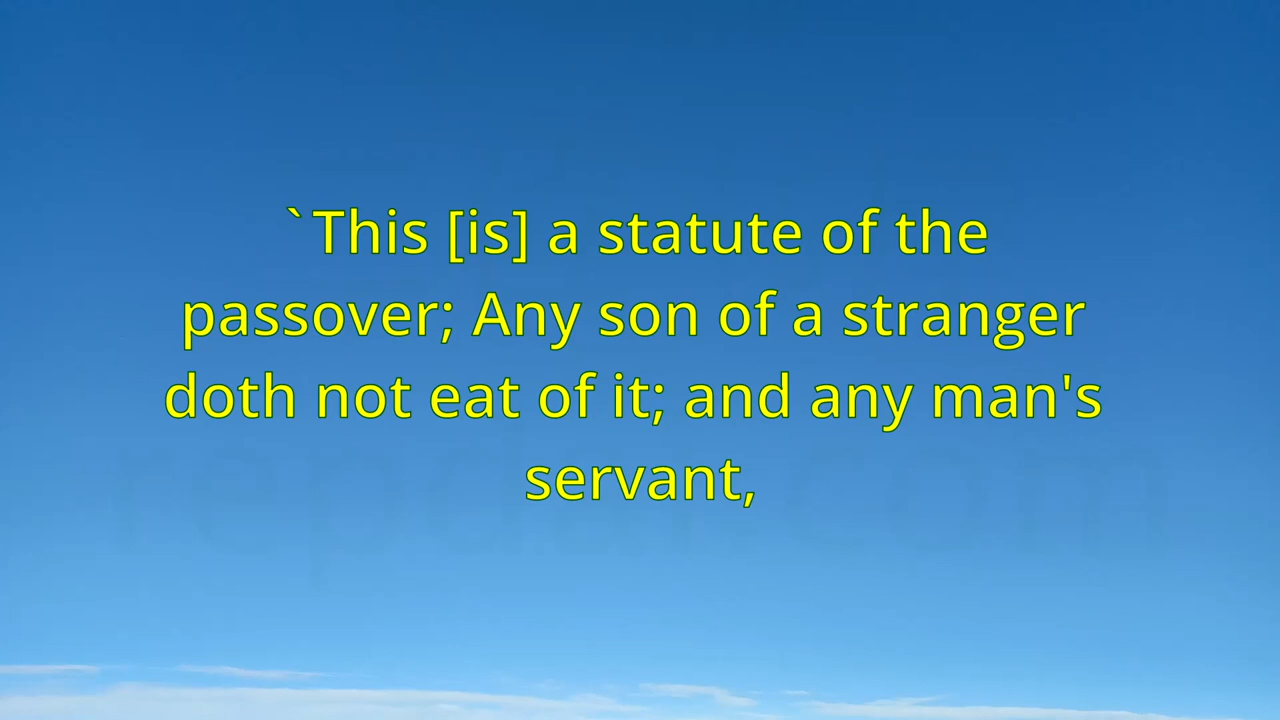 `This [is] a statute of the
passover; Any son of a stranger
doth not eat of it; and any man's
servant,